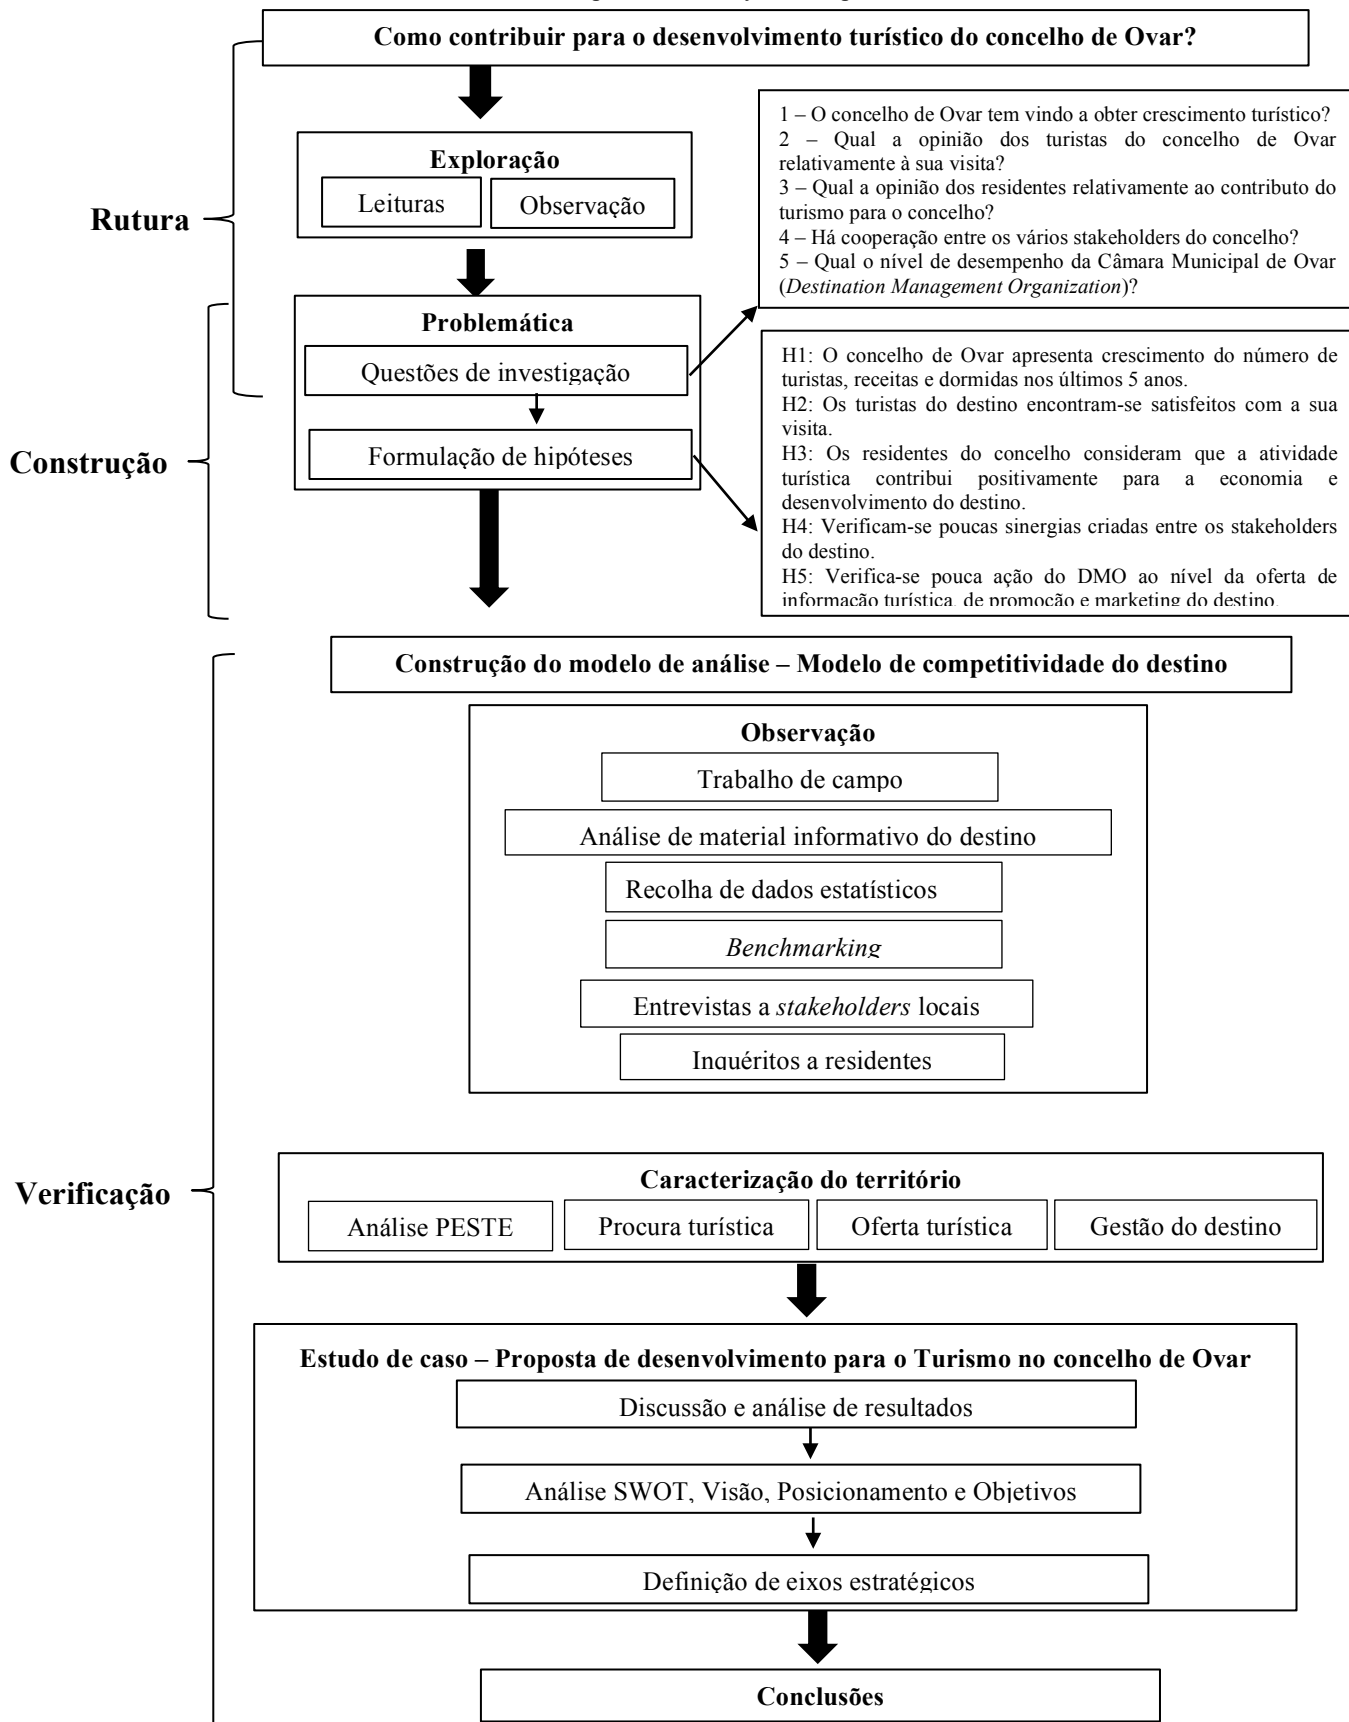 Como contribuir para o desenvolvimento turístico do concelho de Ovar?
Rutura
Exploração
Leituras
Observação
Problemática
Questões de investigação
Formulação de hipóteses
Construção
1 – O concelho de Ovar tem vindo a obter crescimento turístico?
2 – Qual a opinião dos turistas do concelho de Ovar
relativamente à sua visita?
3 – Qual a opinião dos residentes relativamente ao contributo do
turismo para o concelho?
4 – Há cooperação entre os vários stakeholders do concelho?
5 – Qual o nível de desempenho da Câmara Municipal de Ovar
(Destination Management Organization)?
H1: O concelho de Ovar apresenta crescimento do número de
turistas, receitas e dormidas nos últimos 5 anos.
H2: Os turistas do destino encontram-se satisfeitos com a sua
visita.
H3: Os residentes do concelho consideram que a atividade
turística contribui positivamente para a economia e
desenvolvimento do destino.
H4: Verificam-se poucas sinergias criadas entre os stakeholders
do destino.
H5: Verifica-se pouca ação do DMO ao nível da oferta de
informação turística, de promoção e marketing do destino.
Construção do modelo de análise – Modelo de competitividade do destino
Observação
Trabalho de campo
Análise de material informativo do destino
Recolha de dados estatísticos
Benchmarking
Entrevistas a stakeholders locais
Inquéritos a residentes
Verificação
Caracterização do território
Análise PESTE
Procura turística
Oferta turística
Gestão do destino
Estudo de caso – Proposta de desenvolvimento para o Turismo no concelho de Ovar
Discussão e análise de resultados
Análise SWOT, Visão, Posicionamento e Objetivos
Definição de eixos estratégicos
Conclusões